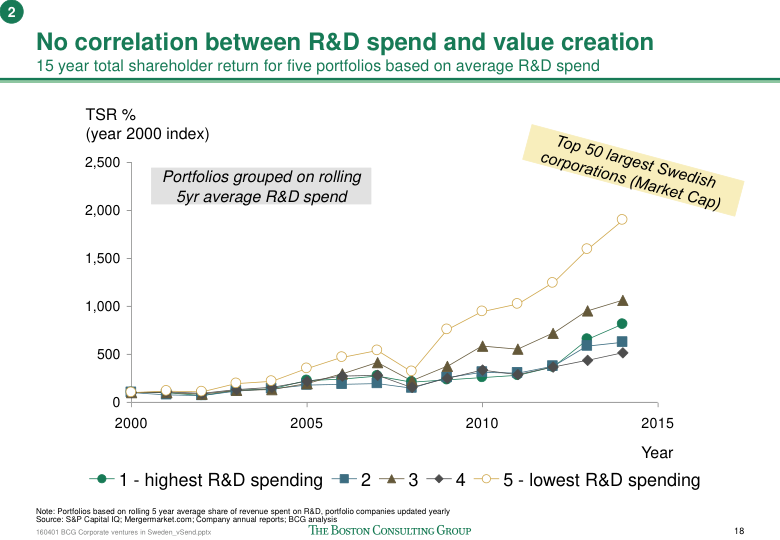 2
No correlation between R&D spend and value creation
15 year total shareholder return for five portfolios based on average R&D spend
TSR %
(year 2000 index)
Top 50 largest Swedish
corporations (Market Cap)
Portfolios grouped on rolling
5yr average R&D spend
2,500
2,000
1,500
1,000
500
0
2000
2005
2010
2015
Year
1 - highest R&D spending
2
3
4
5 - lowest R&D spending
Note: Portfolios based on rolling 5 year average share of revenue spent on R&D, portfolio companies updated yearly
Source: S&P Capital IQ; Mergermarket.com; Company annual reports; BCG analysis
160401 BCG Corporate ventures in Sweden_vSend.pptx
THE BOSTON CONSULTING GROUP
18